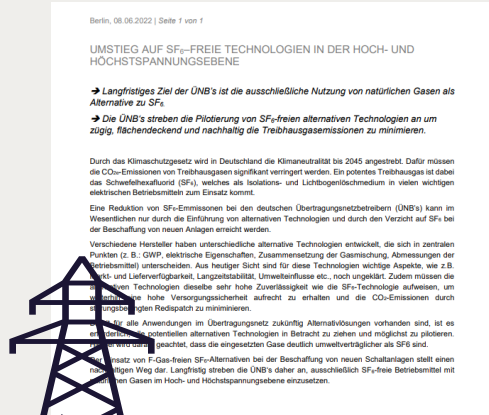 Berlin, 08.06.2022 | Seite 1 von 1
UMSTIEG AUF SF₆–FREIE TECHNOLOGIEN IN DER HOCH- UND
HÖCHSTSPANNUNGSEBENE
➔ Langfristiges Ziel der ÜNB's ist die ausschließliche Nutzung von natürlichen Gasen als
Alternative zu SF₆.
➔ Die ÜNB's streben die Pilotierung von SF₆-freien alternativen Technologien an um
zügig, flächendeckend und nachhaltig die Treibhausgasemissionen zu minimieren.
Durch das Klimaschutzgesetz wird in Deutschland die Klimaneutralität bis 2045 angestrebt. Dafür müssen
die CO₂ₑ-Emissionen von Treibhausgasen signifikant verringert werden. Ein potentes Treibhausgas ist dabei
das Schwefelhexafluorid (SF₆), welches als Isolations- und Lichtbogenlöschmedium in vielen wichtigen
elektrischen Betriebsmitteln zum Einsatz kommt.
Eine Reduktion von SF₆-Emmissonen bei den deutschen Übertragungsnetzbetreibern (ÜNB's) kann im
Wesentlichen nur durch die Einführung von alternativen Technologien und durch den Verzicht auf SF₆ bei
der Beschaffung von neuen Anlagen erreicht werden.
Verschiedene Hersteller haben unterschiedliche alternative Technologien entwickelt, die sich in zentralen
Punkten (z. B.: GWP, elektrische Eigenschaften, Zusammensetzung der Gasmischung, Abmessungen der
Betriebsmittel) unterscheiden. Aus heutiger Sicht sind für diese Technologien wichtige Aspekte, wie z.B.
und Lieferverfügbarkeit, Langzeitstabilität, Umwelteinflusse etc., noch ungeklärt. Zudem müssen die
Technologien dieselbe sehr hohe Zuverlässigkeit wie die SF₆-Technologie aufweisen, um
eine hohe Versorgungssicherheit aufrecht zu erhalten und die CO₂-Emissionen durch
Redispatch zu minimieren.
für alle Anwendungen im Übertragungsnetz zukünftig Alternativlösungen vorhanden sind, ist es
potentiellen alternativen Technologien in Betracht zu ziehen und möglichst zu pilotieren.
wird geachtet, dass die eingesetzten Gase deutlich umweltverträglicher als SF6 sind.
von F-Gas-freien SF₆-Alternativen bei der Beschaffung von neuen Schaltanlagen stellt einen
Weg dar. Langfristig streben die ÜNB's daher an, ausschließlich SF₆-freie Betriebsmittel mit
Gasen im Hoch- und Höchstspannungsebene einzusetzen.